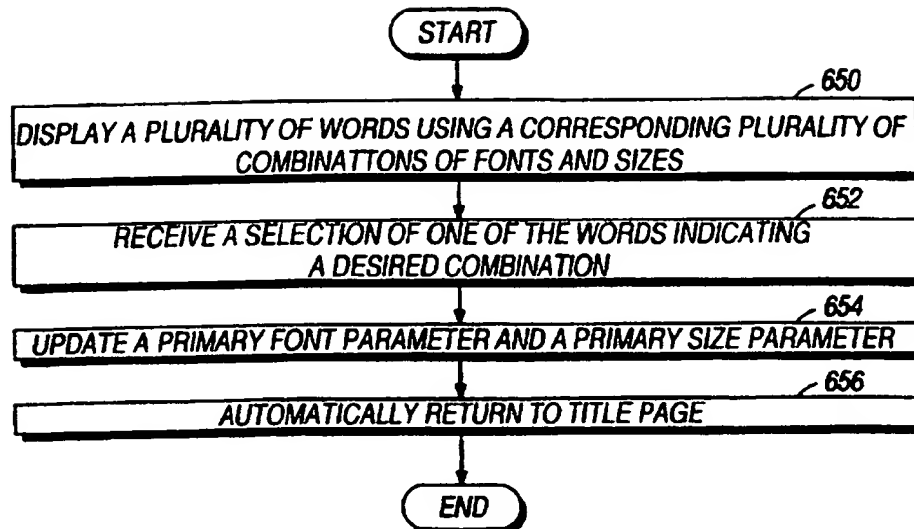 START
650
DISPLAY A PLURALITY OF WORDS USING A CORRESPONDING PLURALITY OF
COMBINATTONS OF FONTS AND SIZES
652
RECEIVE A SELECTION OF ONE OF THE WORDS INDICATING
A DESIRED COMBINATION
654
UPDATE A PRIMARY FONT PARAMETER AND A PRIMARY SIZE PARAMETER
656
AUTOMATICALLY RETURN TO TITLE PAGE
END